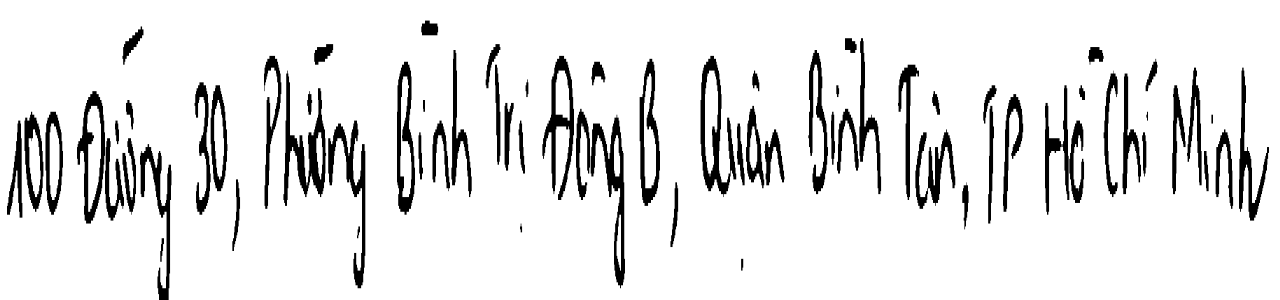 100 Đường 30, Phường Bình Trị Đông B, Quận Bình Tân, TP Hồ Chí Minh